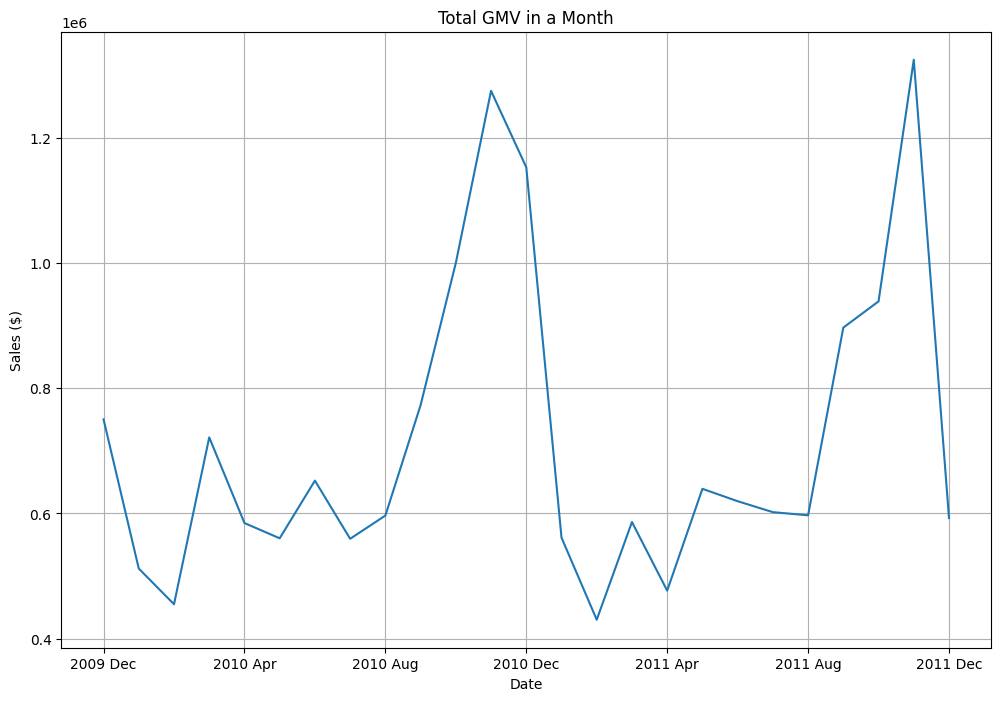 Total GMV in a Month
1e6
1.2
1.0
0.8
0.6
0.4
Sales ($)
2009 Dec 2010 Apr 2010 Aug 2010 Dec 2011 Apr 2011 Aug 2011 Dec
Date